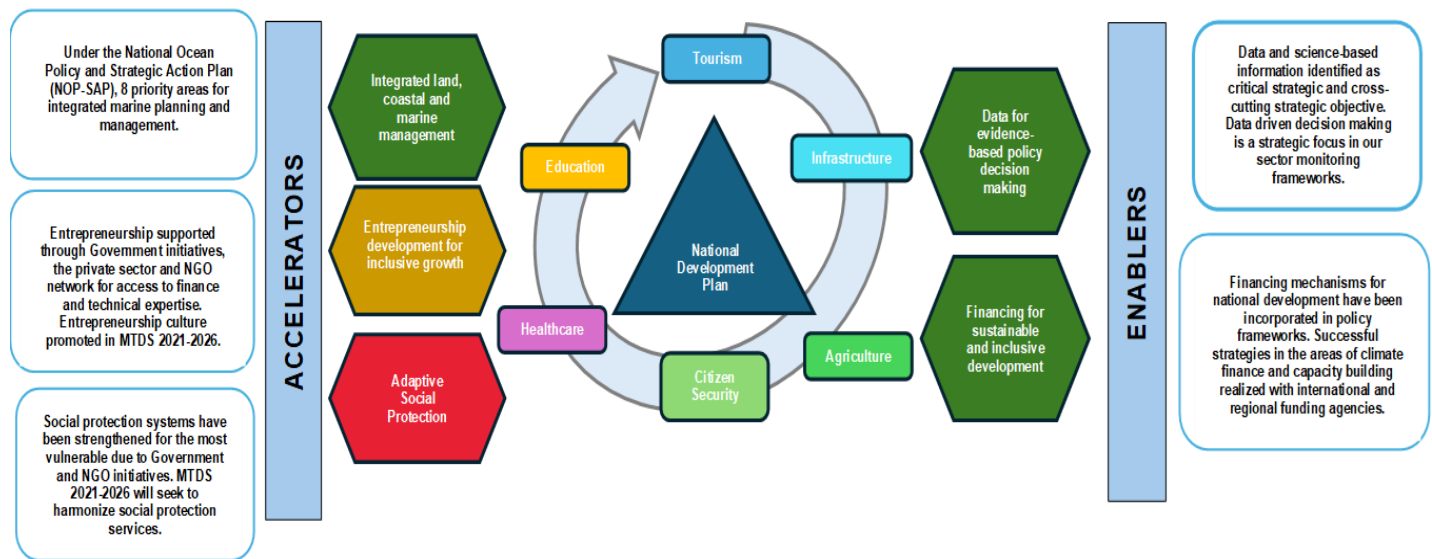 Under the National Ocean
Policy and Strategic Action Plan
(NOP-SAP), 8 priority areas for
integrated marine planning and
management.
Entrepreneurship supported
through Government initiatives,
the private sector and NGO
network for access to finance
and technical expertise.
Entrepreneurship culture
promoted in MTDS 2021-2026.
Social protection systems have
been strengthened for the most
vulnerable due to Government
and NGO initiatives. MTDS
2021-2026 will seek to
harmonize social protection
services.
ACCELERATORS
Integrated land,
coastal and
marine
management
Entrepreneurship
development for
inclusive growth
Adaptive
Social
Protection
Tourism
Infrastructure
Agriculture
Citizen
Security
Healthcare
Education
National
Development
Plan
Data for
evidence-
based policy
decision
making
Financing for
sustainable
and inclusive
development
ENABLERS
Data and science-based
information identified as
critical strategic and cross-
cutting strategic objective.
Data driven decision making
is a strategic focus in our
sector monitoring
frameworks.
Financing mechanisms for
national development have been
incorporated in policy
frameworks. Successful
strategies in the areas of climate
finance and capacity building
realized with international and
regional funding agencies.